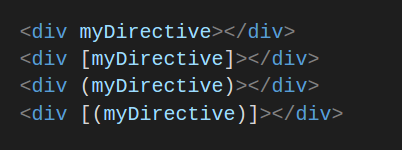 <div myDirective></div>
<div [myDirective]></div>
<div (myDirective)></div>
<div [(myDirective)]></div>